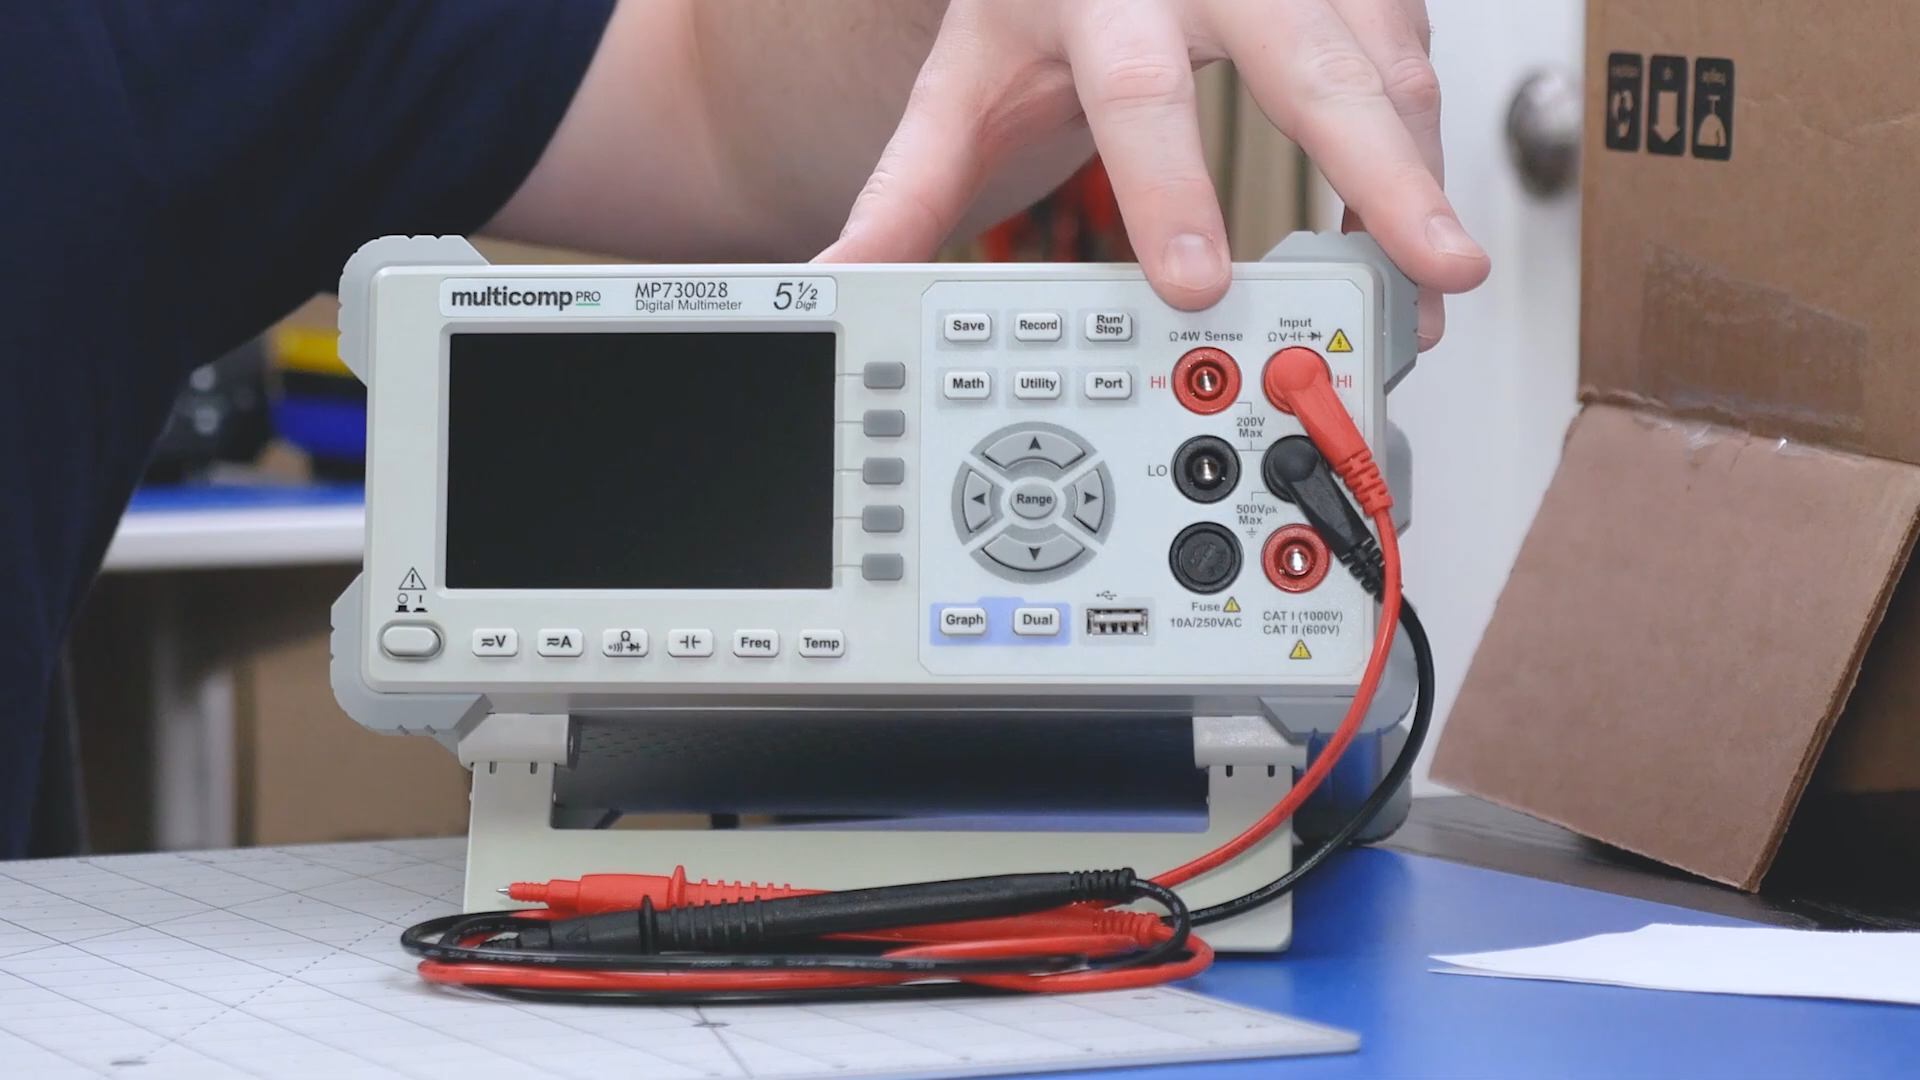 multicomp PRO MP730028 5 1/2
Digital Multimeter Digit
Save Record Run/
Stop
Math Utility Port
Range
Graph Dual
Ω4W Sense
Input
ΩV
HI HI
200V
Max
LO
500Vpk
Max
Fuse
10A/250VAC
CAT I (1000V)
CAT II (600V)
≂V ≂A Ω Freq Temp